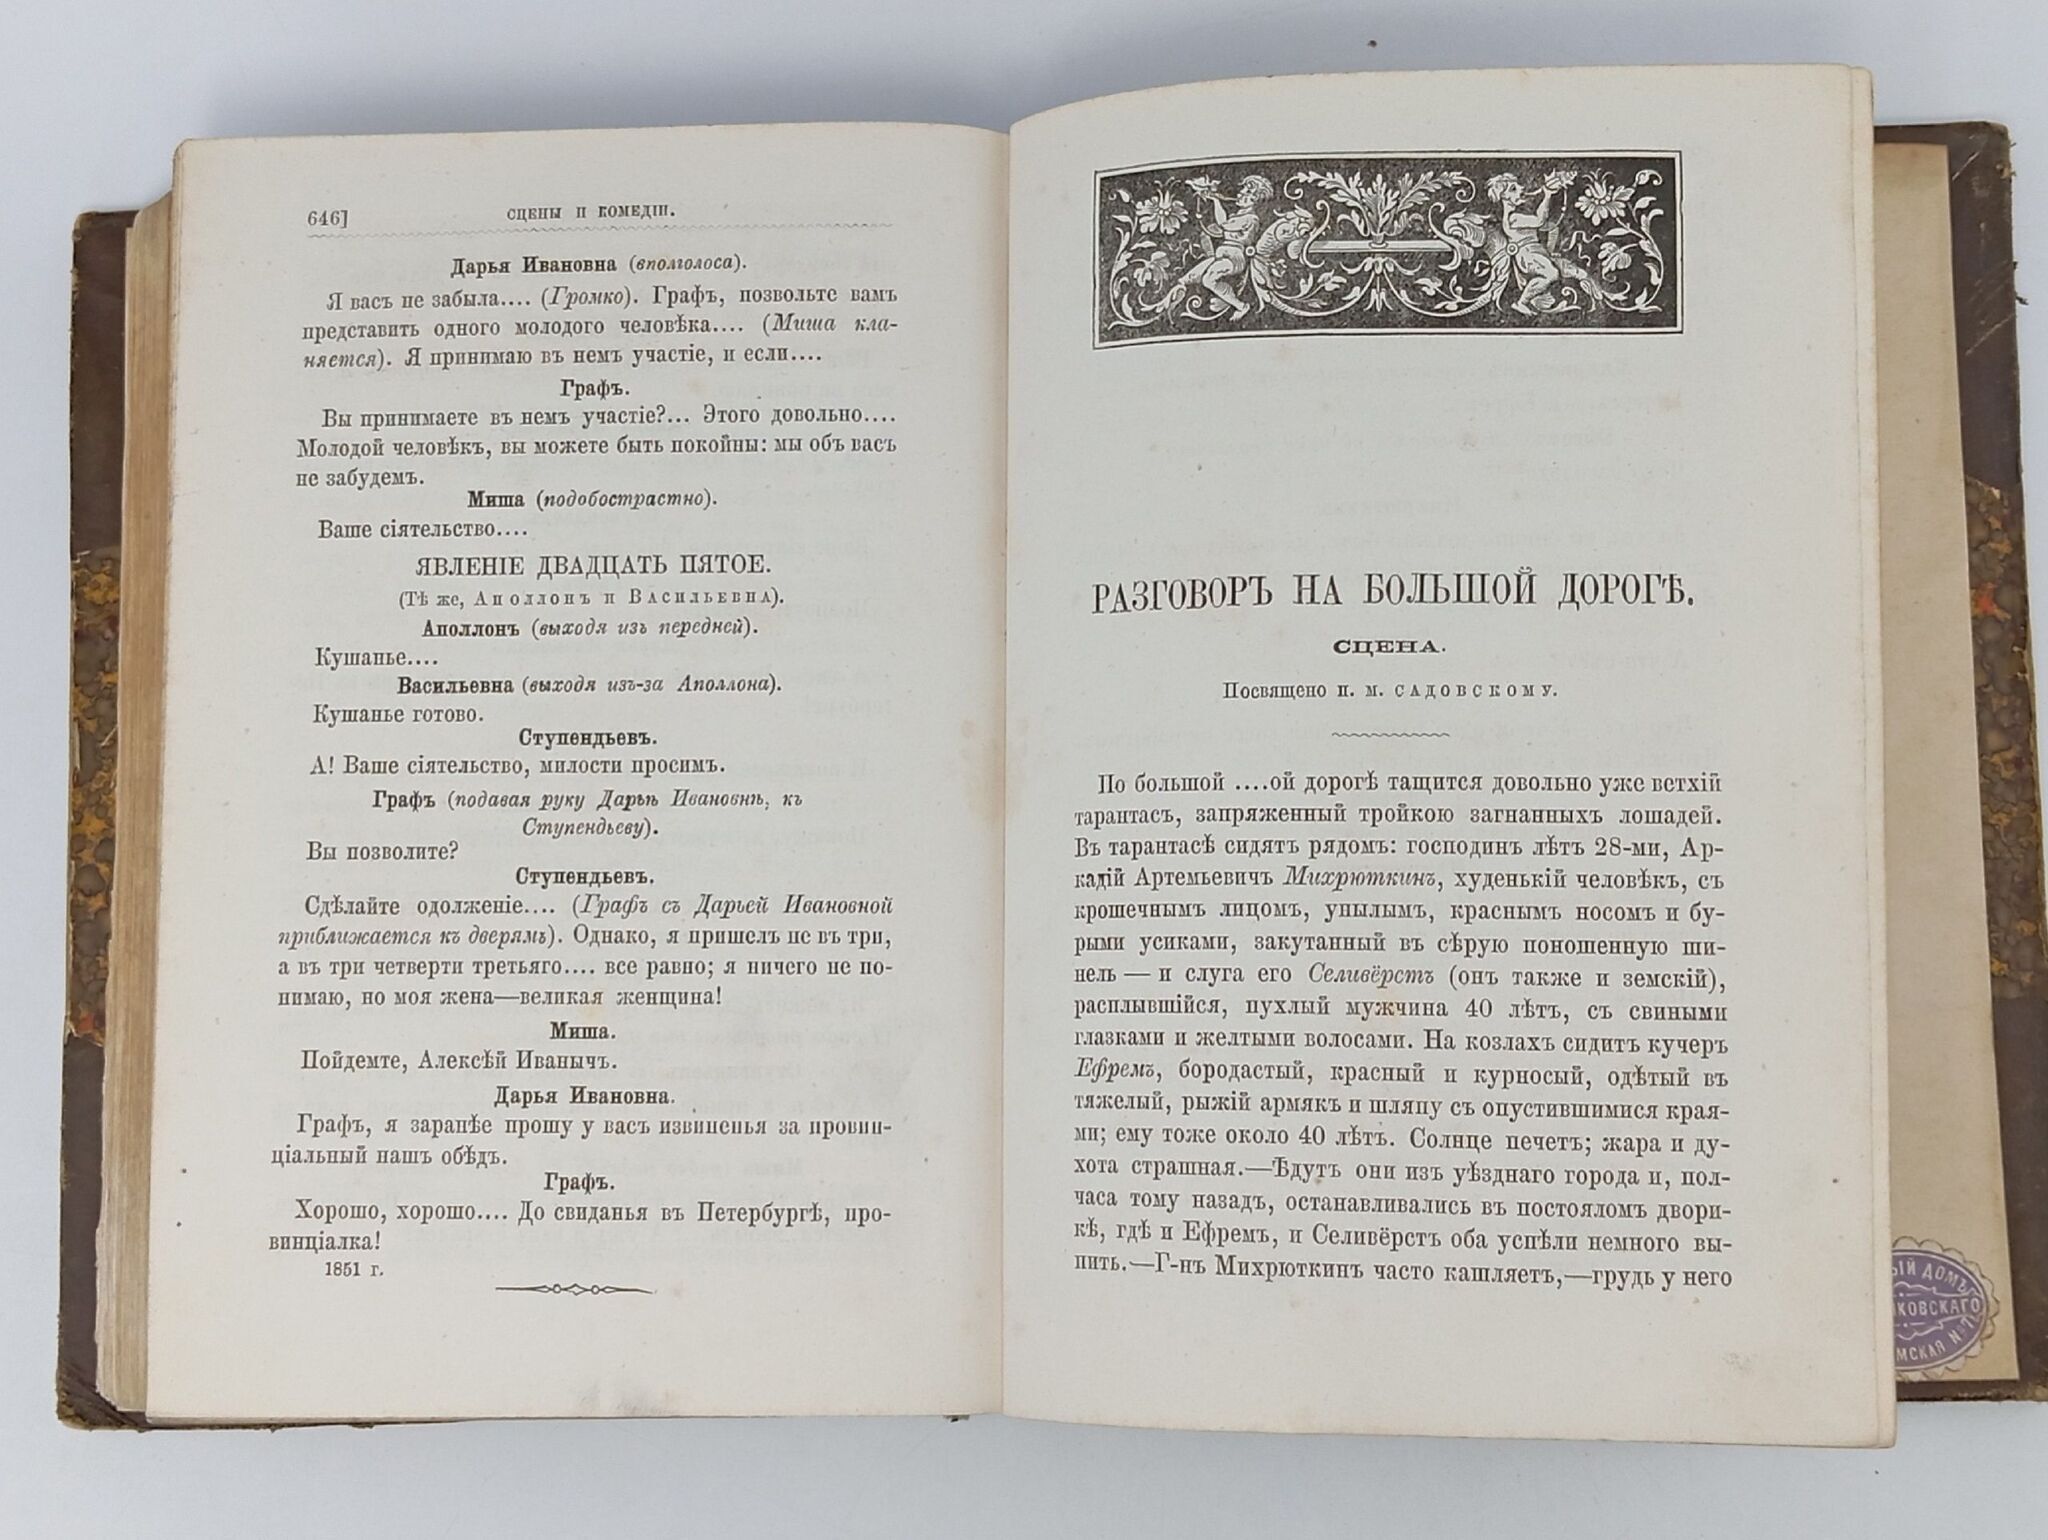 646]
СЦЕНЫ И КОМЕДІИ.
Дарья Ивановна (вполголоса).
Я васъ не забыла.... (Громко). Графъ, позвольте вамъ
представить одного молодого человѣка.... (Миша кла-
няется). Я принимаю въ немъ участіе, и если....
Графъ.
Вы принимаете въ немъ участіе?... Этого довольно....
Молодой человѣкъ, вы можете быть покойны: мы объ васъ
не забудемъ.
Миша (подобострастно).
Ваше сіятельство....
ЯВЛЕНІЕ ДВАДЦАТЬ ПЯТОЕ.
(Тѣ же, Аполлонъ и Васильевна).
Аполлонъ (выходя изъ передней).
Кушанье....
Васильевна (выходя изъ-за Аполлона).
Кушанье готово.
Ступендьевъ.
А! Ваше сіятельство, милости просимъ.
Графъ (подавая руку Дарьѣ Ивановнѣ, къ
Ступендьеву).
Вы позволите?
Ступендьевъ.
Сдѣлайте одолженіе.... (Графъ съ Дарьей Ивановной
приближается къ дверямъ). Однако, я пришелъ не въ три,
а въ три четверти третьяго.... все равно; я ничего не по-
нимаю, но моя жена—великая женщина!
Миша.
Пойдемте, Алексѣй Иванычъ.
Дарья Ивановна.
Графъ, я заранѣе прошу у васъ извиненья за провин-
ціальный нашъ обѣдъ.
Графъ.
Хорошо, хорошо.... До свиданья въ Петербургѣ, про-
винціалка!
1851 г.
РАЗГОВОРЪ НА БОЛЬШОЙ ДОРОГѢ.
СЦЕНА.
Посвящено П. М. САДОВСКОМУ.
По большой ....ой дорогѣ тащится довольно уже ветхій
тарантасъ, запряженный тройкою загнанныхъ лошадей.
Въ тарантасѣ сидятъ рядомъ: господинъ лѣтъ 28-ми, Ар-
кадій Артемьевичъ Михрюткинъ, худенькій человѣкъ, съ
крошечнымъ лицомъ, унылымъ, краснымъ носомъ и бу-
рыми усиками, закутанный въ сѣрую поношенную ши-
нель — и слуга его Селивёрстъ (онъ также и земскій),
расплывшійся, пухлый мужчина 40 лѣтъ, съ свиными
глазками и желтыми волосами. На козлахъ сидитъ кучеръ
Ефремъ, бородастый, красный и курносый, одѣтый въ
тяжелый, рыжій армякъ и шляпу съ опустившимися края-
ми; ему тоже около 40 лѣтъ. Солнце печетъ; жара и ду-
хота страшная.—Ѣдутъ они изъ уѣзднаго города и, пол-
часа тому назадъ, останавливались въ постояломъ двори-
кѣ, гдѣ и Ефремъ, и Селивёрстъ оба успѣли немного вы-
пить.—Г-нъ Михрюткинъ часто кашляетъ,—грудь у него
ЫЙ ДОМЪ
КОВСКАГО
МСКАЯ №